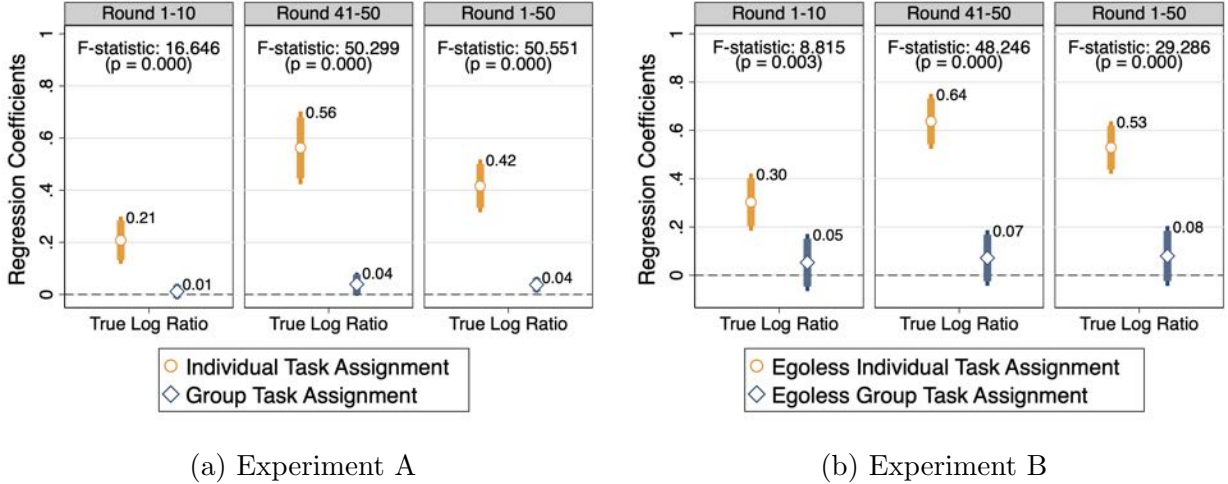 Round 1-10
Round 41-50
Round 1-50
F-statistic: 16.646
(p = 0.000)
F-statistic: 50.299
(p = 0.000)
F-statistic: 50.551
(p = 0.000)
Regression Coefficients
1
.8
.6
.4
.2
0
0.21
0.01
0.56
0.04
0.42
0.04
True Log Ratio
True Log Ratio
True Log Ratio
Individual Task Assignment
Group Task Assignment
(a) Experiment A
Round 1-10
Round 41-50
Round 1-50
F-statistic: 8.815
(p = 0.003)
F-statistic: 48.246
(p = 0.000)
F-statistic: 29.286
(p = 0.000)
Regression Coefficients
1
.8
.6
.4
.2
0
0.30
0.05
0.64
0.07
0.53
0.08
True Log Ratio
True Log Ratio
True Log Ratio
Egoless Individual Task Assignment
Egoless Group Task Assignment
(b) Experiment B